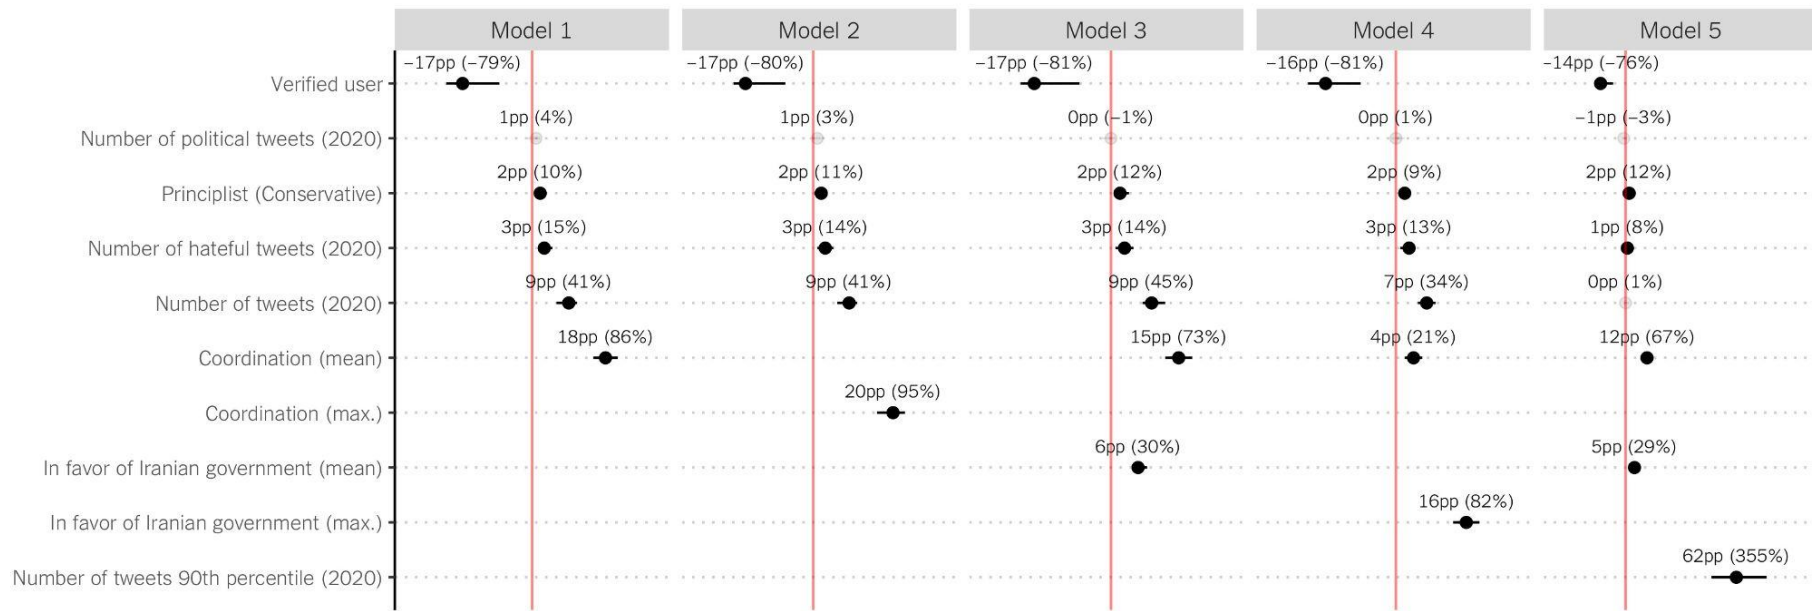 Model 1 Model 2 Model 3 Model 4 Model 5
−17pp (−79%) −17pp (−80%) −17pp (−81%) −16pp (−81%) −14pp (−76%)
Verified user
1pp (4%) 1pp (3%) 0pp (−1%) 0pp (1%) −1pp (−3%)
Number of political tweets (2020)
2pp (10%) 2pp (11%) 2pp (12%) 2pp (9%) 2pp (12%)
Principlist (Conservative)
3pp (15%) 3pp (14%) 3pp (14%) 3pp (13%) 1pp (8%)
Number of hateful tweets (2020)
9pp (41%) 9pp (41%) 9pp (45%) 7pp (34%) 0pp (1%)
Number of tweets (2020)
18pp (86%) 15pp (73%) 4pp (21%) 12pp (67%)
Coordination (mean)
20pp (95%)
Coordination (max.)
6pp (30%) 5pp (29%)
In favor of Iranian government (mean)
16pp (82%)
In favor of Iranian government (max.)
62pp (355%)
Number of tweets 90th percentile (2020)